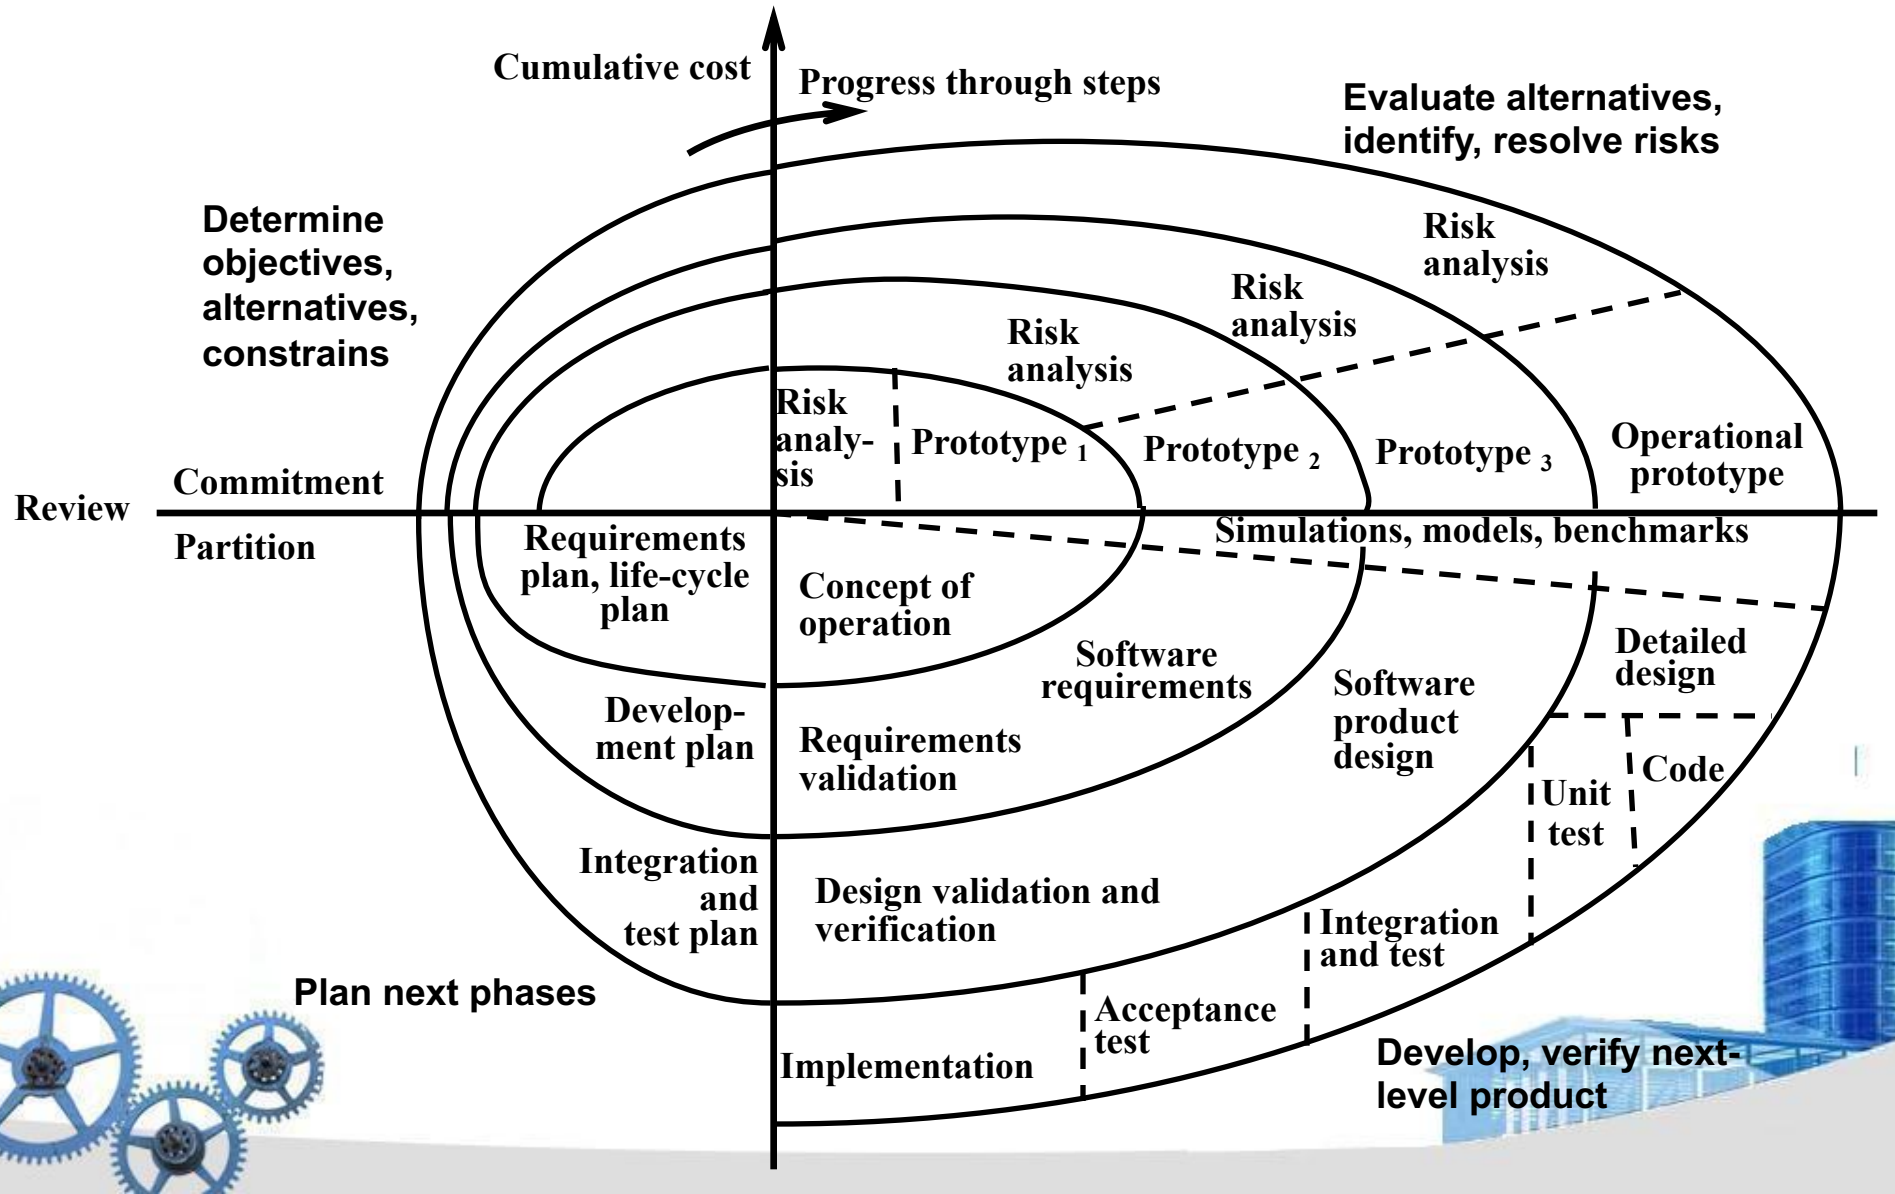 Cumulative cost
Progress through steps
Evaluate alternatives,
identify, resolve risks
Determine
objectives,
alternatives,
constrains
Risk
analysis
Risk
analysis
Risk
analysis
Risk
analy-
sis
Prototype 1
Prototype 2
Prototype 3
Operational
prototype
Commitment
Review
Partition
Simulations, models, benchmarks
Requirements
plan, life-cycle
plan
Concept of
operation
Software
requirements
Software
product
design
Detailed
design
Develop-
ment plan
Requirements
validation
Code
Unit
test
Integration
and
test plan
Design validation and
verification
Integration
and test
Plan next phases
Acceptance
test
Implementation
Develop, verify next-
level product